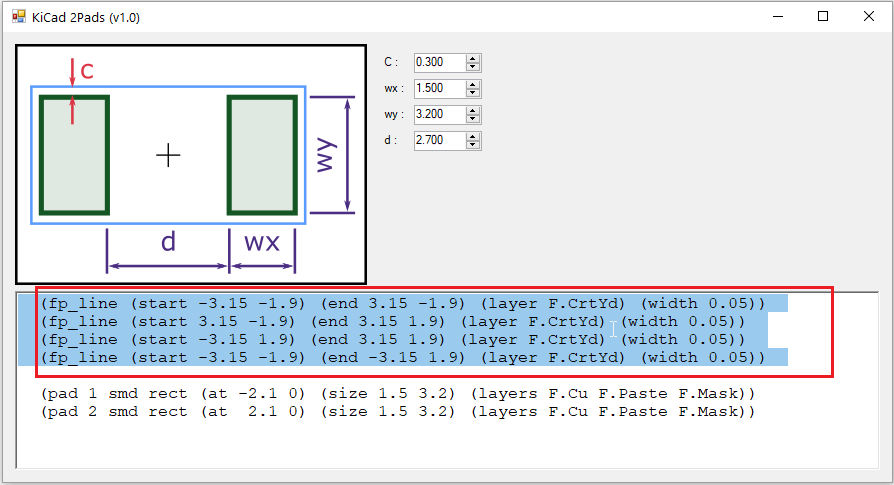 KiCad 2Pads (v1.0)
C
wy
d
wx
C : 0.300
wx : 1.500
wy : 3.200
d : 2.700
(fp_line (start -3.15 -1.9) (end 3.15 -1.9) (layer F.CrtYd) (width 0.05))
(fp_line (start 3.15 -1.9) (end 3.15 1.9) (layer F.CrtYd) (width 0.05))
(fp_line (start -3.15 1.9) (end 3.15 1.9) (layer F.CrtYd) (width 0.05))
(fp_line (start -3.15 -1.9) (end -3.15 1.9) (layer F.CrtYd) (width 0.05))
(pad 1 smd rect (at -2.1 0) (size 1.5 3.2) (layers F.Cu F.Paste F.Mask))
(pad 2 smd rect (at  2.1 0) (size 1.5 3.2) (layers F.Cu F.Paste F.Mask))